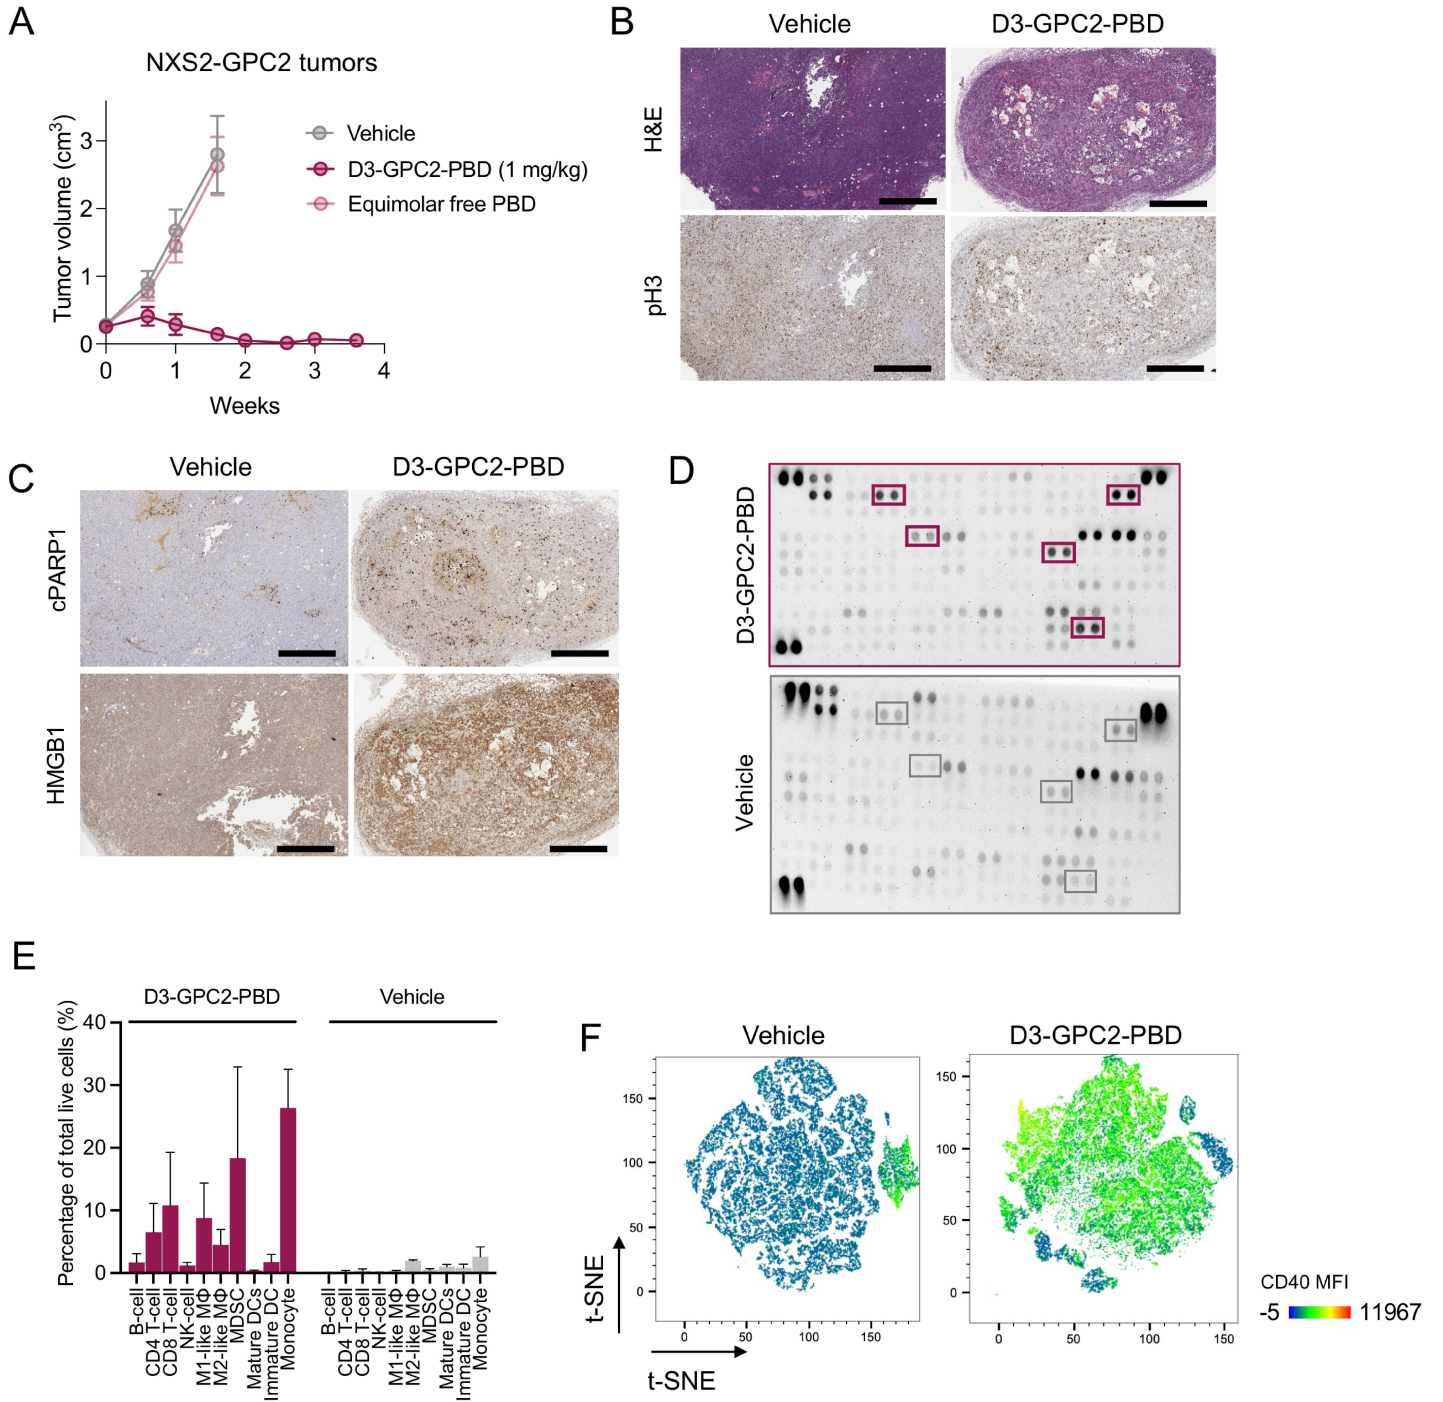 A
NXS2-GPC2 tumors
Tumor volume (cm³)
3
2
1
0
0 1 2 3 4
Weeks
Vehicle
D3-GPC2-PBD (1 mg/kg)
Equimolar free PBD
B
Vehicle
D3-GPC2-PBD
H&E
pH3
C
Vehicle
D3-GPC2-PBD
cPARP1
HMGB1
D
D3-GPC2-PBD
Vehicle
E
D3-GPC2-PBD
Vehicle
Percentage of total live cells (%)
40
30
20
10
0
B-cell
CD4 T-cell
CD8 T-cell
NK-cell
M1-like MΦ
M2-like MΦ
MDSC
Mature DCs
Immature DC
Monocyte
B-cell
CD4 T-cell
CD8 T-cell
NK-cell
M1-like MΦ
M2-like MΦ
MDSC
Mature DCs
Immature DC
Monocyte
F
Vehicle
D3-GPC2-PBD
150
100
50
0
0 50 100 150
150
100
50
0
0 50 100 150
t-SNE
t-SNE
CD40 MFI
-5 11967